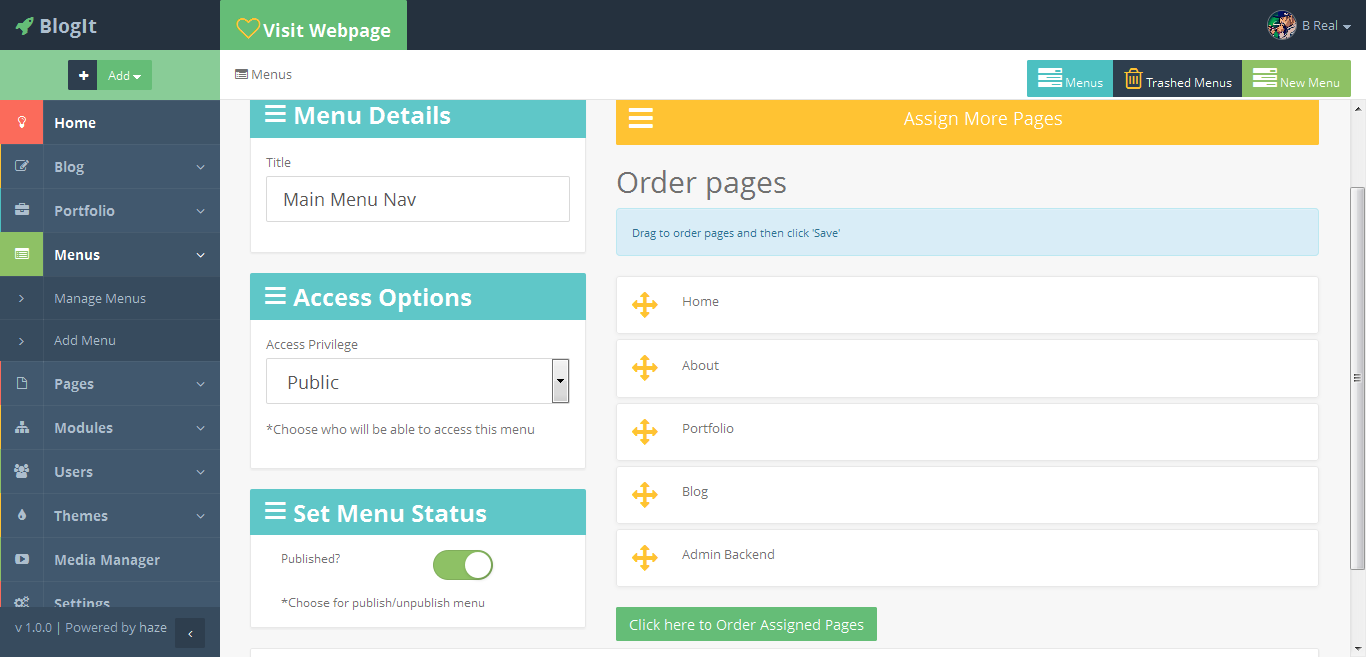 BlogIt
Visit Webpage
B Real
Add
Menus
Menus
Trashed Menus
New Menu
Home
Blog
Portfolio
Menus
Manage Menus
Add Menu
Pages
Modules
Users
Themes
Media Manager
Settings
v 1.0.0 | Powered by haze
Menu Details
Title
Main Menu Nav
Access Options
Access Privilege
Public
*Choose who will be able to access this menu
Set Menu Status
Published?
*Choose for publish/unpublish menu
Assign More Pages
Order pages
Drag to order pages and then click 'Save'
Home
About
Portfolio
Blog
Admin Backend
Click here to Order Assigned Pages